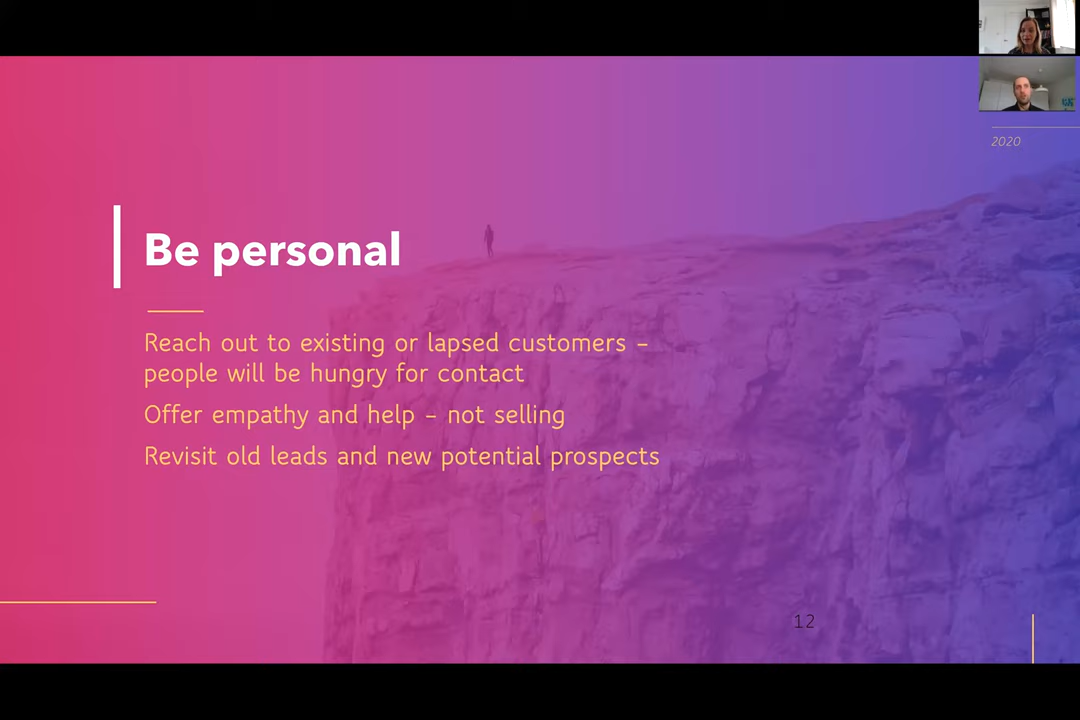 2020
Be personal
Reach out to existing or lapsed customers –
people will be hungry for contact
Offer empathy and help – not selling
Revisit old leads and new potential prospects
12